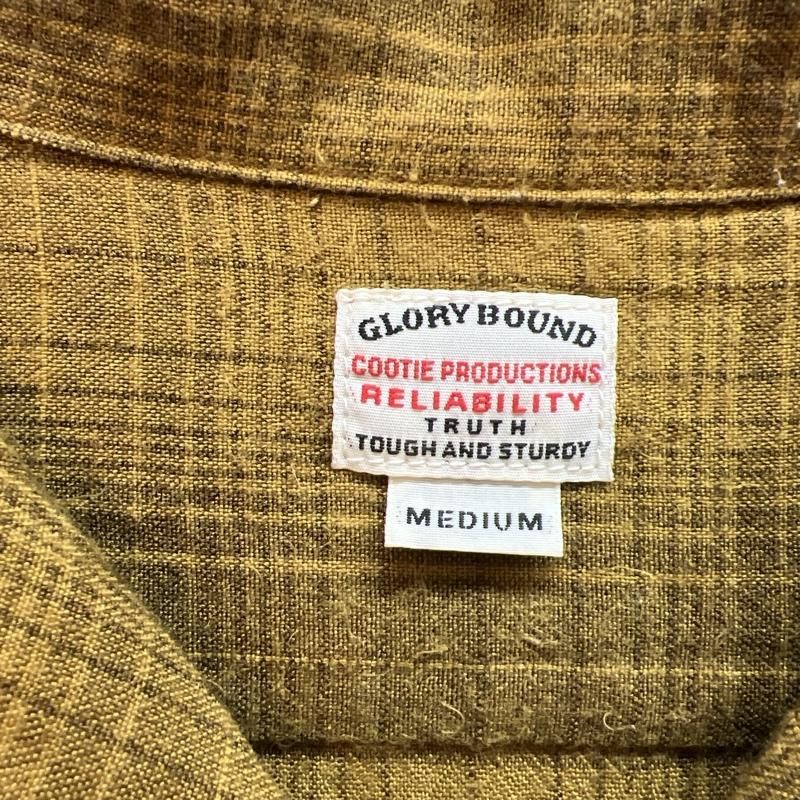 GLORY BOUND
COOTIE PRODUCTIONS
RELIABILITY
TRUTH
TOUGH AND STURDY
MEDIUM